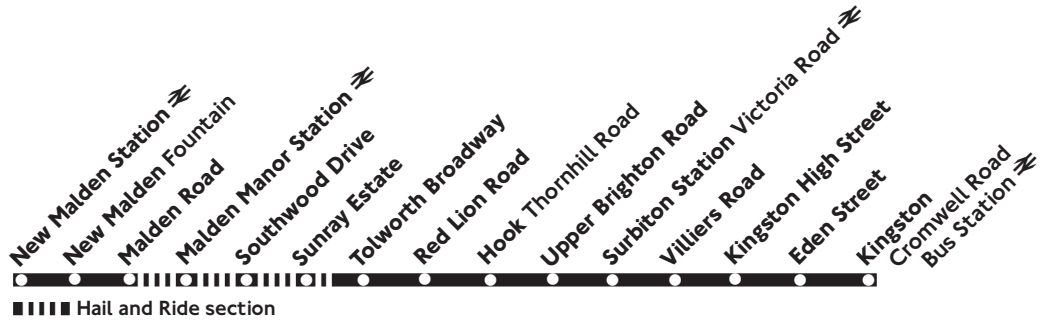 New Malden Station
New Malden Fountain
Malden Road
Malden Manor Station
Southwood Drive
Sunray Estate
Tolworth Broadway
Red Lion Road
Hook Thornhill Road
Upper Brighton Road
Surbiton Station Victoria Road
Villiers Road
Kingston High Street
Eden Street
Kingston
Cromwell Road
Bus Station
Hail and Ride section